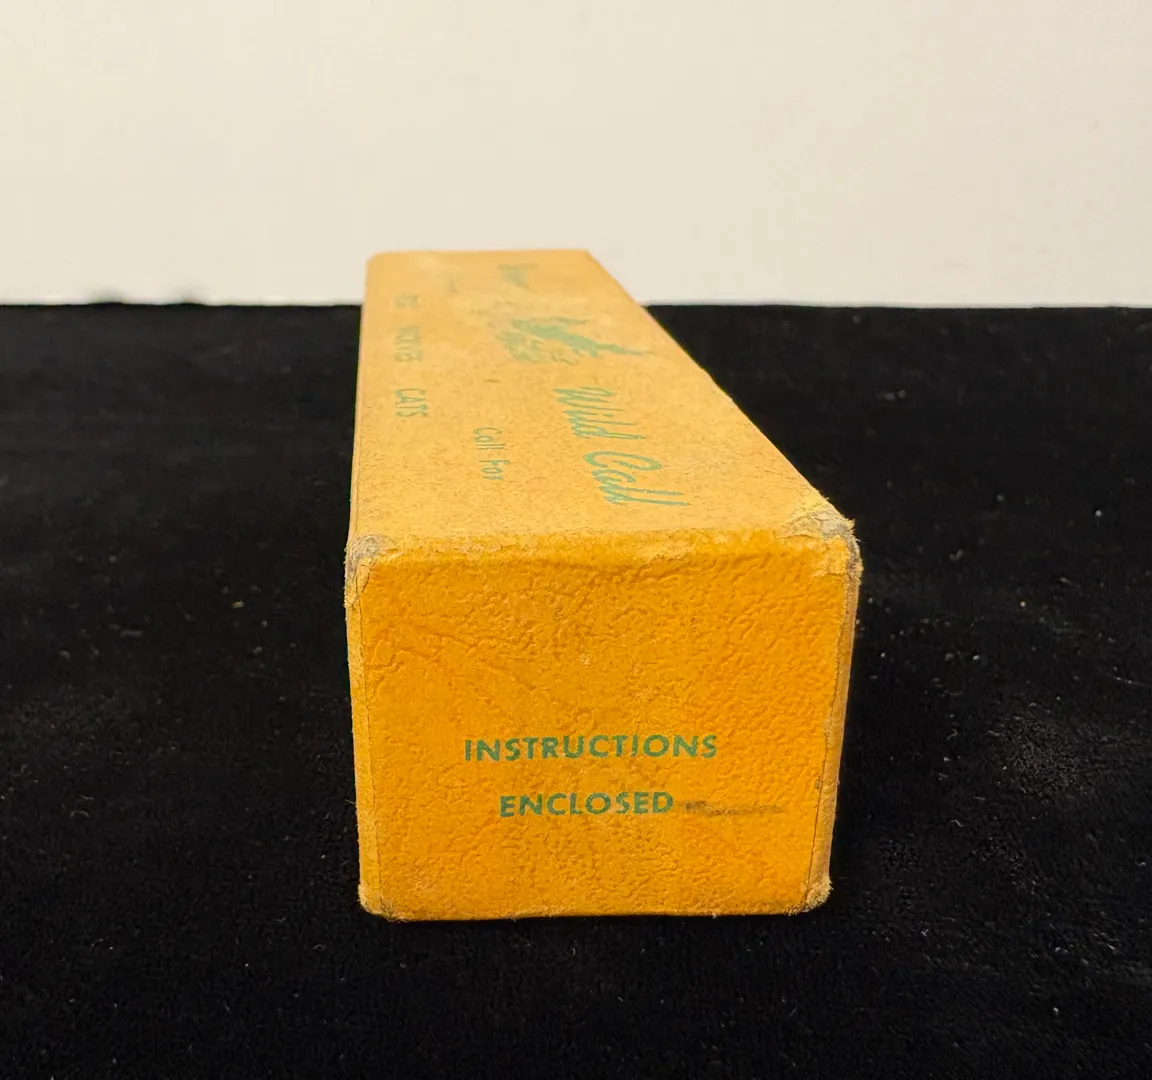 Wild Call
Call For
CATS
INSTRUCTIONS
ENCLOSED